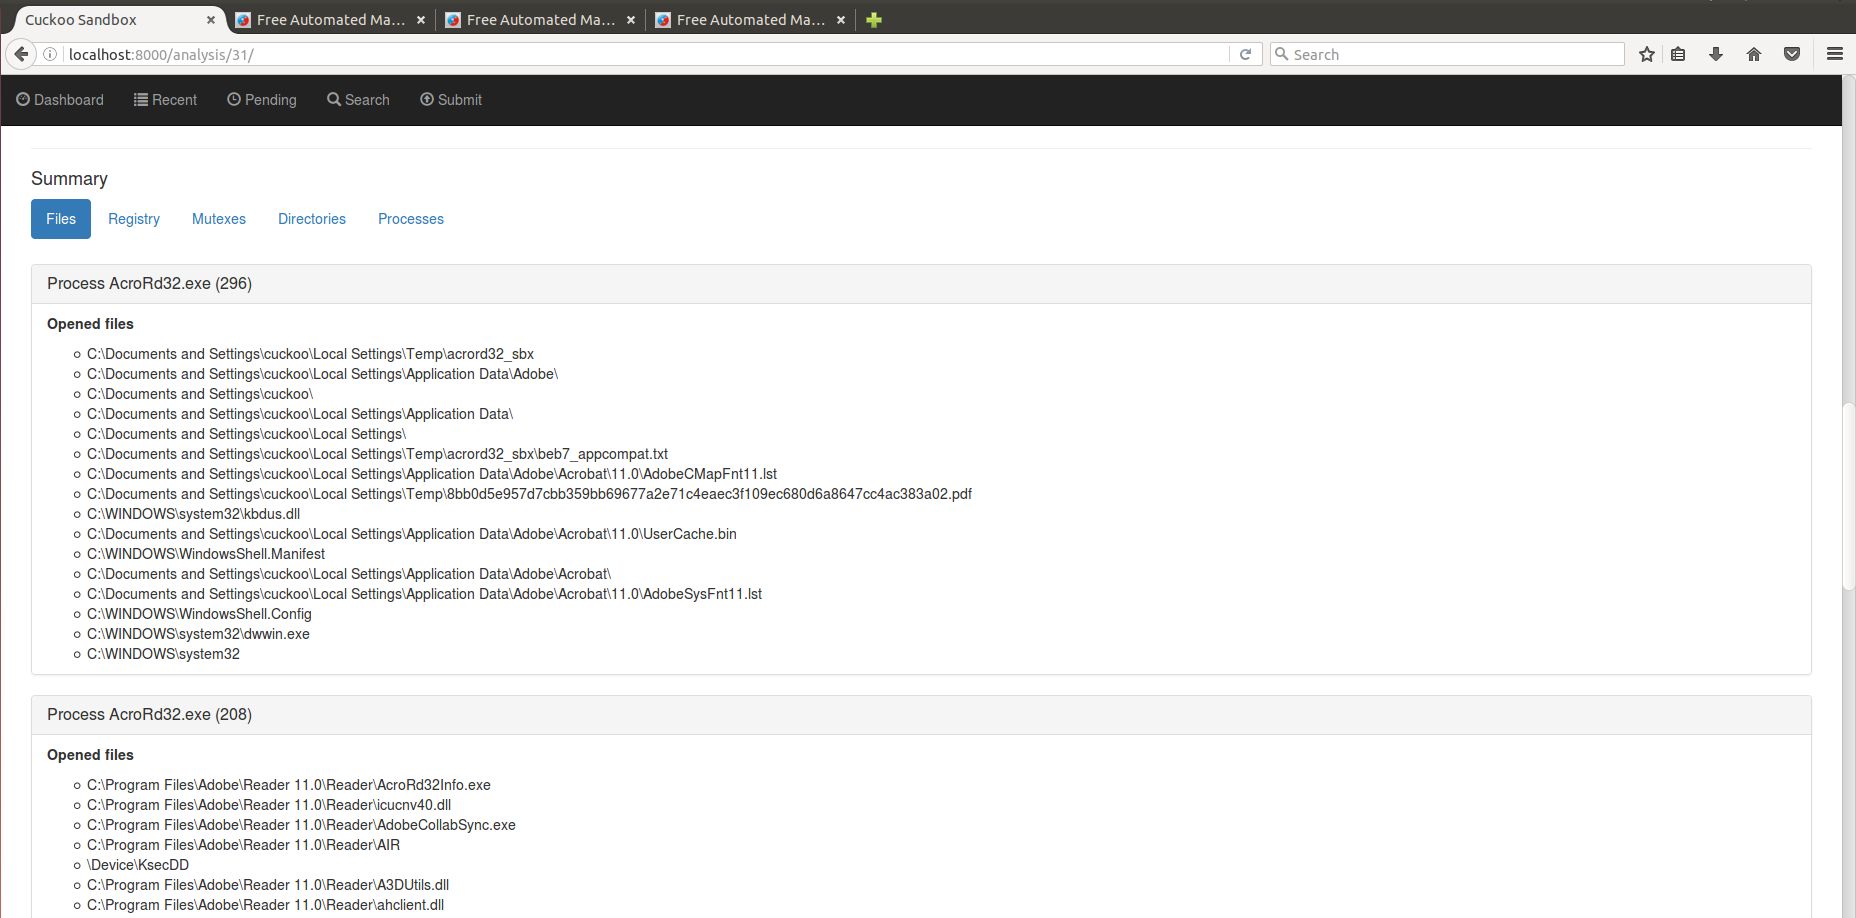 Cuckoo Sandbox
Free Automated Ma...
Free Automated Ma...
Free Automated Ma...
localhost:8000/analysis/31/
Search
Dashboard Recent Pending Search Submit
Summary
Files Registry Mutexes Directories Processes
Process AcroRd32.exe (296)
Opened files
C:\Documents and Settings\cuckoo\Local Settings\Temp\acrord32_sbx
C:\Documents and Settings\cuckoo\Local Settings\Application Data\Adobe\
C:\Documents and Settings\cuckoo\
C:\Documents and Settings\cuckoo\Local Settings\Application Data\
C:\Documents and Settings\cuckoo\Local Settings\
C:\Documents and Settings\cuckoo\Local Settings\Temp\acrord32_sbx\beb7_appcompat.txt
C:\Documents and Settings\cuckoo\Local Settings\Application Data\Adobe\Acrobat\11.0\AdobeCMapFnt11.lst
C:\Documents and Settings\cuckoo\Local Settings\Temp\8bb0d5e957d7cbb359bb69677a2e71c4eaec3f109ec680d6a8647cc4ac383a02.pdf
C:\WINDOWS\system32\kbdus.dll
C:\Documents and Settings\cuckoo\Local Settings\Application Data\Adobe\Acrobat\11.0\UserCache.bin
C:\WINDOWS\WindowsShell.Manifest
C:\Documents and Settings\cuckoo\Local Settings\Application Data\Adobe\Acrobat\
C:\Documents and Settings\cuckoo\Local Settings\Application Data\Adobe\Acrobat\11.0\AdobeSysFnt11.lst
C:\WINDOWS\WindowsShell.Config
C:\WINDOWS\system32\dwwin.exe
C:\WINDOWS\system32
Process AcroRd32.exe (208)
Opened files
C:\Program Files\Adobe\Reader 11.0\Reader\AcroRd32Info.exe
C:\Program Files\Adobe\Reader 11.0\Reader\icucnv40.dll
C:\Program Files\Adobe\Reader 11.0\Reader\AdobeCollabSync.exe
C:\Program Files\Adobe\Reader 11.0\Reader\AIR
\Device\KsecDD
C:\Program Files\Adobe\Reader 11.0\Reader\A3DUtils.dll
C:\Program Files\Adobe\Reader 11.0\Reader\ahclient.dll